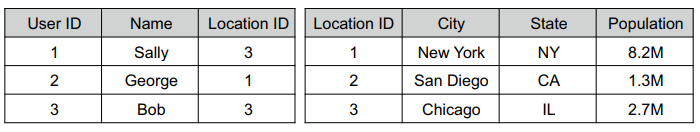 User ID Name Location ID Location ID City State Population
1 Sally 3 1 New York NY 8.2M
2 George 1 2 San Diego CA 1.3M
3 Bob 3 3 Chicago IL 2.7M